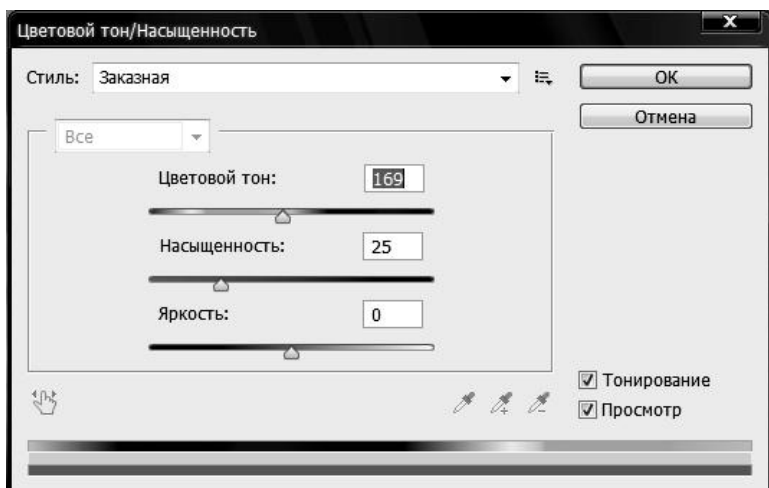 Цветовой тон/Насыщенность
Стиль: Заказная
OK
Отмена
Все
Цветовой тон: 169
Насыщенность: 25
Яркость: 0
Тонирование
Просмотр